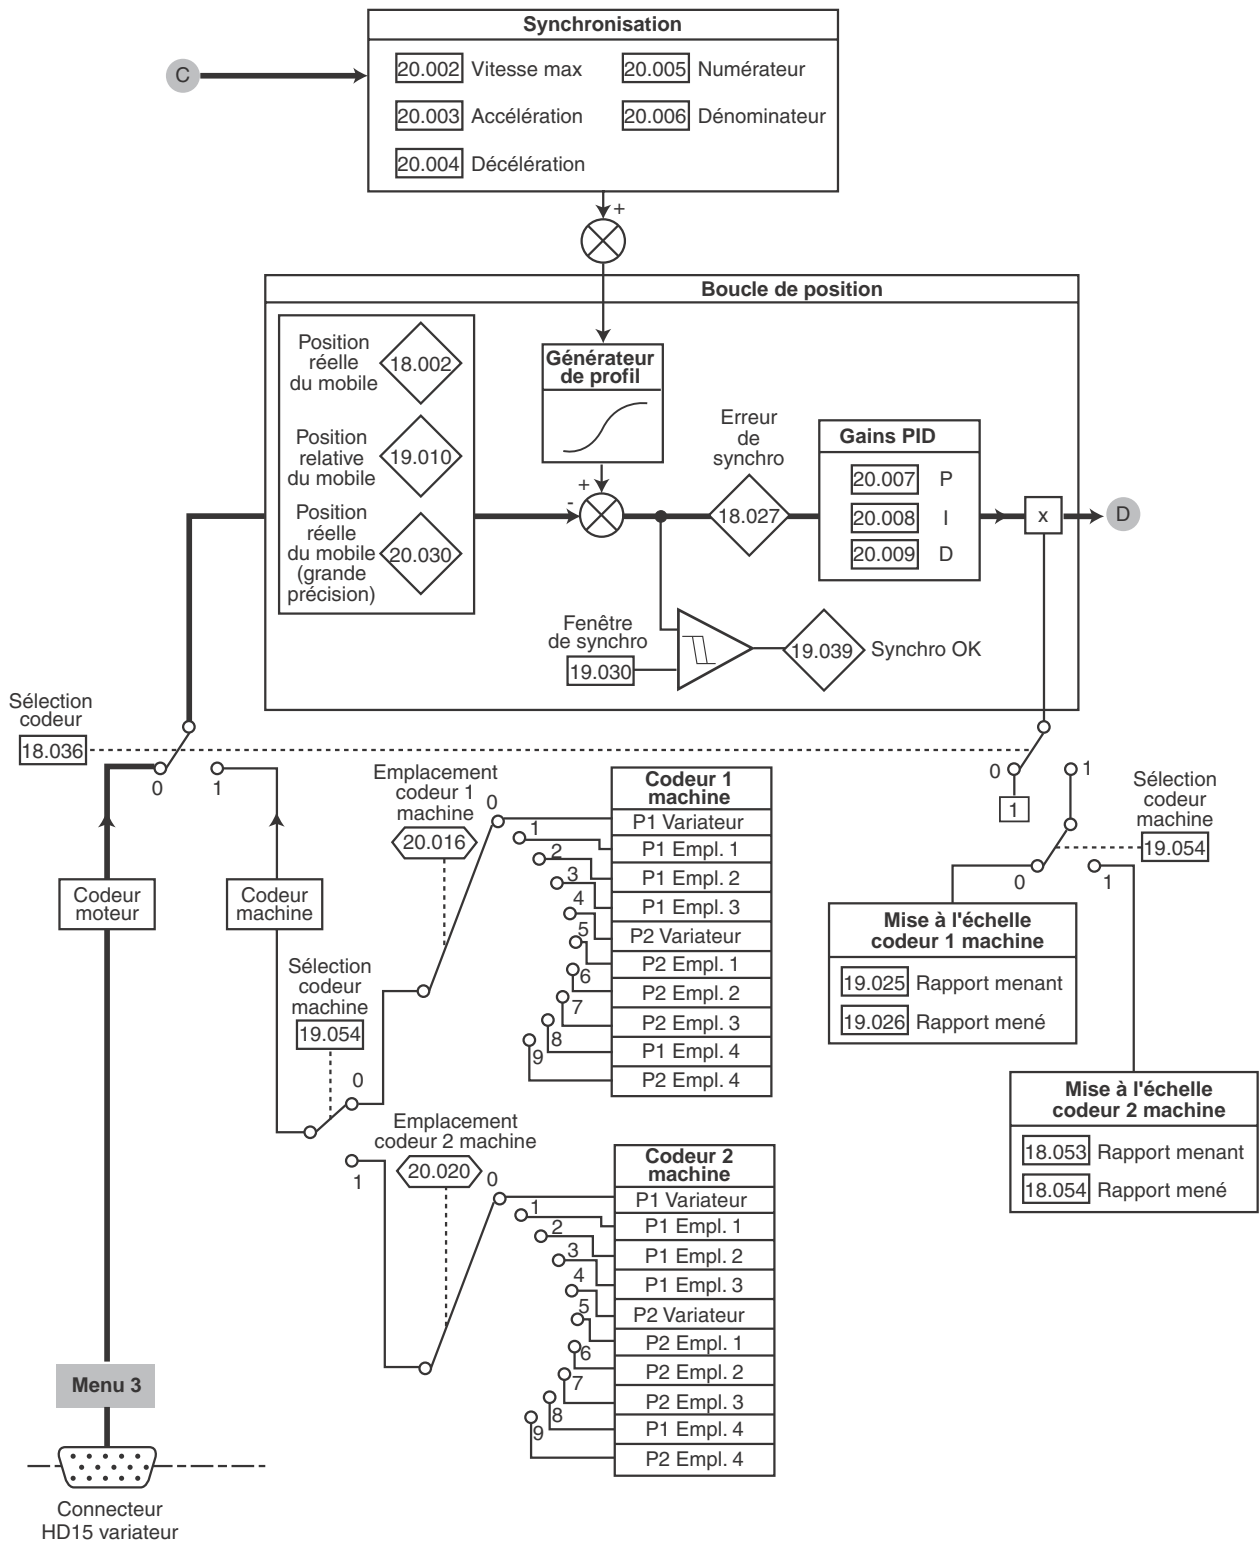 Synchronisation
C
20.002 Vitesse max
20.005 Numérateur
20.003 Accélération
20.006 Dénominateur
20.004 Décélération
+
Boucle de position
Position
réelle
du mobile
18.002
Position
relative
du mobile
19.010
Position
réelle
du mobile
(grande
précision)
20.030
Générateur
de profil
+
-
Erreur
de
synchro
18.027
Gains PID
20.007 P
20.008 I
20.009 D
x
D
Fenêtre
de synchro
19.030
19.039
Synchro OK
Sélection
codeur
18.036
0
1
Codeur
moteur
Codeur
machine
Sélection
codeur
machine
19.054
0
1
Emplacement
codeur 1
machine
20.016
0
1
2
3
4
5
6
7
8
9
Codeur 1
machine
P1 Variateur
P1 Empl. 1
P1 Empl. 2
P1 Empl. 3
P2 Variateur
P2 Empl. 1
P2 Empl. 2
P2 Empl. 3
P1 Empl. 4
P2 Empl. 4
Emplacement
codeur 2 machine
20.020
0
1
2
3
4
5
6
7
8
9
Codeur 2
machine
P1 Variateur
P1 Empl. 1
P1 Empl. 2
P1 Empl. 3
P2 Variateur
P2 Empl. 1
P2 Empl. 2
P2 Empl. 3
P1 Empl. 4
P2 Empl. 4
0
1
1
Sélection
codeur
machine
19.054
0
1
Mise à l'échelle
codeur 1 machine
19.025 Rapport menant
19.026 Rapport mené
Mise à l'échelle
codeur 2 machine
18.053 Rapport menant
18.054 Rapport mené
Menu 3
Connecteur
HD15 variateur